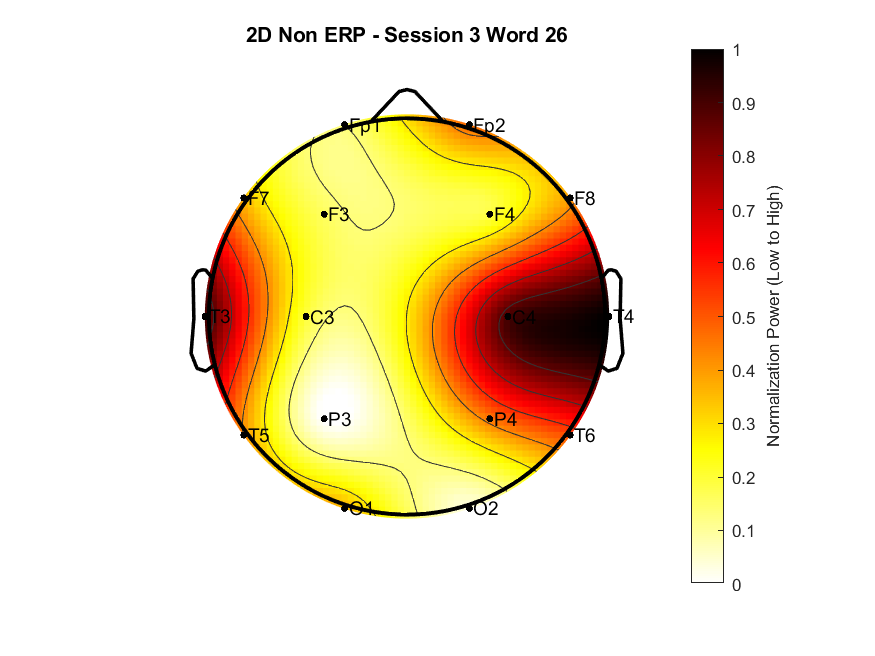 2D Non ERP - Session 3 Word 26
Fp1 Fp2
F7 F8
F3 F4
T3 C3 C4 T4
P3 P4
T5 T6
O1 O2
1
0.9
0.8
0.7
0.6
0.5
0.4
0.3
0.2
0.1
0
Normalization Power (Low to High)